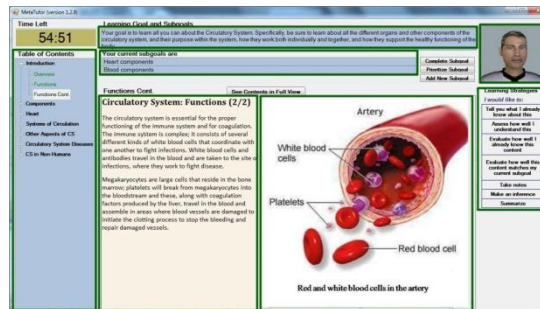 MetaTutor (version 1.2.0)
Time Left
54:51
Learning Goal and Subgoals
Your goal is to learn all you can about the Circulatory System. Specifically, be sure to learn about all the different organs and other components of the
circulatory system, and their purpose within the system, how they work both individually and together, and how they support the healthy functioning of the
body.
Your current subgoals are
Heart components
Blood components
Complete Subgoal
Prioritize Subgoal
Add New Subgoal
Table of Contents
Introduction
Overview
Functions
Functions Cont.
Components
Heart
Systems of Circulation
Other Aspects of CS
Circulatory System Diseases
CS in Non-Humans
Functions Cont.
See Contents in Full View
Circulatory System: Functions (2/2)
The circulatory system is essential for the proper
functioning of the immune system and for coagulation.
The immune system is complex; it consists of several
different kinds of white blood cells that coordinate with
one another to fight infections. White blood cells and
antibodies travel in the blood and are taken to the site o
infections, where they work to fight disease.
Megakaryocytes are large cells that reside in the bone
marrow; platelets will break from megakaryocytes into
the bloodstream and these, along with coagulation
factors produced by the liver, travel in the blood and
assemble in areas where blood vessels are damaged to
initiate the clotting process to stop the bleeding and
repair damaged vessels.
Artery
White blood
cells
Platelets
Red blood cell
Red and white blood cells in the artery
Learning Strategies
I would like to:
Tell you what I already
know about this
Assess how well I
understand this
Evaluate how well I
already know this
content
Evaluate how well this
content matches my
current subgoal
Take notes
Make an inference
Summarize